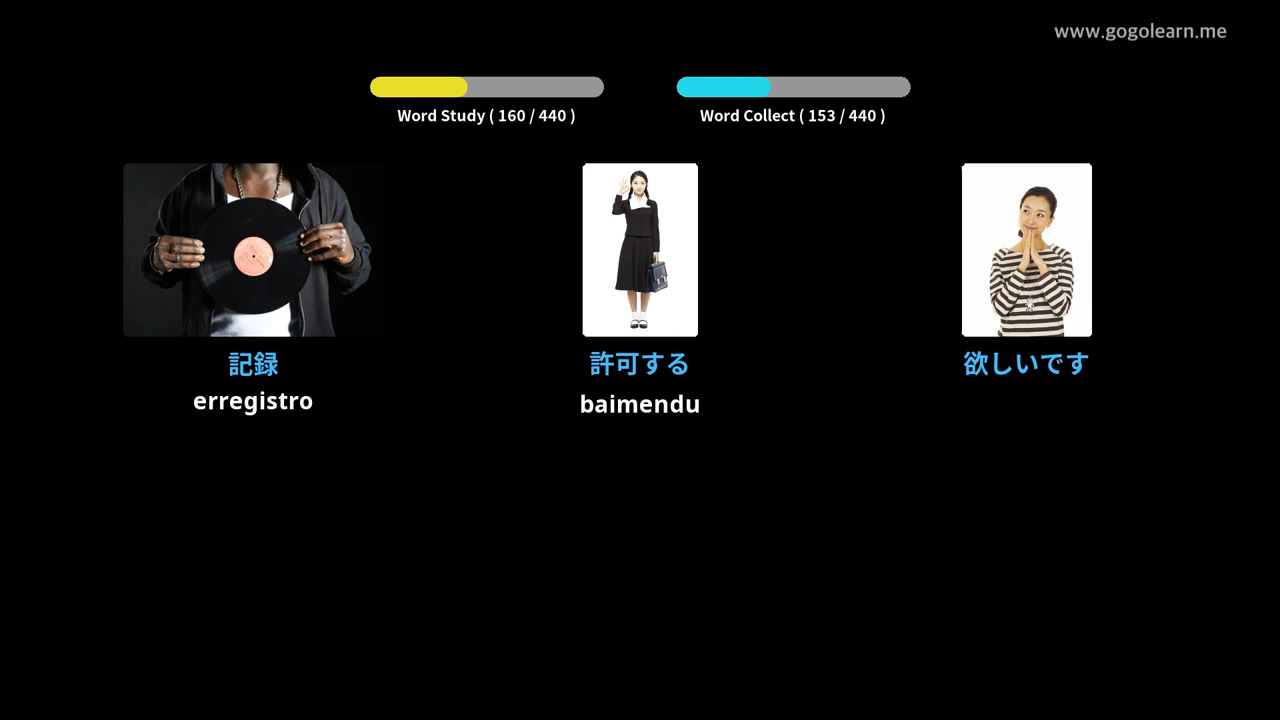 www.gogolearn.me
Word Study ( 160 / 440 )
Word Collect ( 153 / 440 )
記録
許可する
欲しいです
erregistro
baimendu